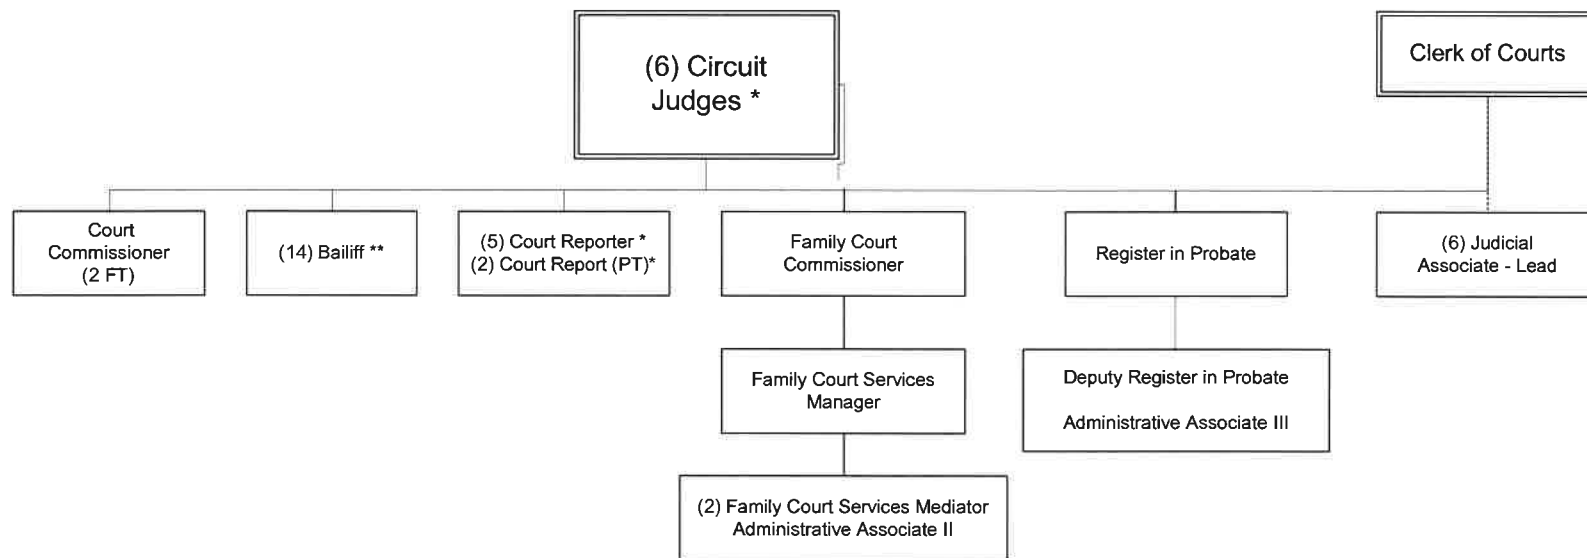 (6) Circuit
Judges *
Clerk of Courts
Court
Commissioner
(2 FT)
(14) Bailiff **
(5) Court Reporter *
(2) Court Report (PT)*
Family Court
Commissioner
Register in Probate
(6) Judicial
Associate - Lead
Family Court Services
Manager
Deputy Register in Probate
Administrative Associate III
(2) Family Court Services Mediator
Administrative Associate II